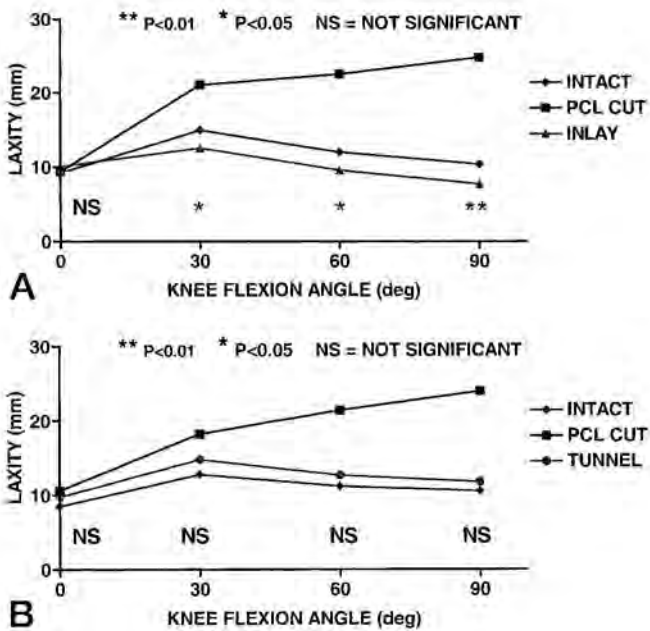 ** P<0.01 * P<0.05 NS = NOT SIGNIFICANT
30
20
10
0
LAXITY (mm)
INTACT
PCL CUT
INLAY
NS * * **
0 30 60 90
KNEE FLEXION ANGLE (deg)
A
** P<0.01 * P<0.05 NS = NOT SIGNIFICANT
30
20
10
0
LAXITY (mm)
INTACT
PCL CUT
TUNNEL
NS NS NS NS
0 30 60 90
KNEE FLEXION ANGLE (deg)
B